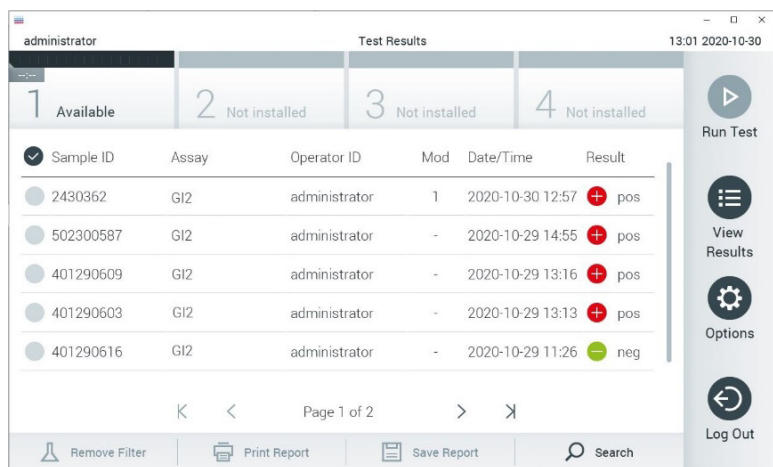 administrator Test Results 13:01 2020-10-30
--:--
1 Available 2 Not installed 3 Not installed 4 Not installed
Run Test
Sample ID Assay Operator ID Mod Date/Time Result
2430362 GI2 administrator 1 2020-10-30 12:57 pos
502300587 GI2 administrator - 2020-10-29 14:55 pos
View
Results
401290609 GI2 administrator - 2020-10-29 13:16 pos
401290603 GI2 administrator - 2020-10-29 13:13 pos
Options
401290616 GI2 administrator - 2020-10-29 11:26 neg
Page 1 of 2
Log Out
Remove Filter Print Report Save Report Search